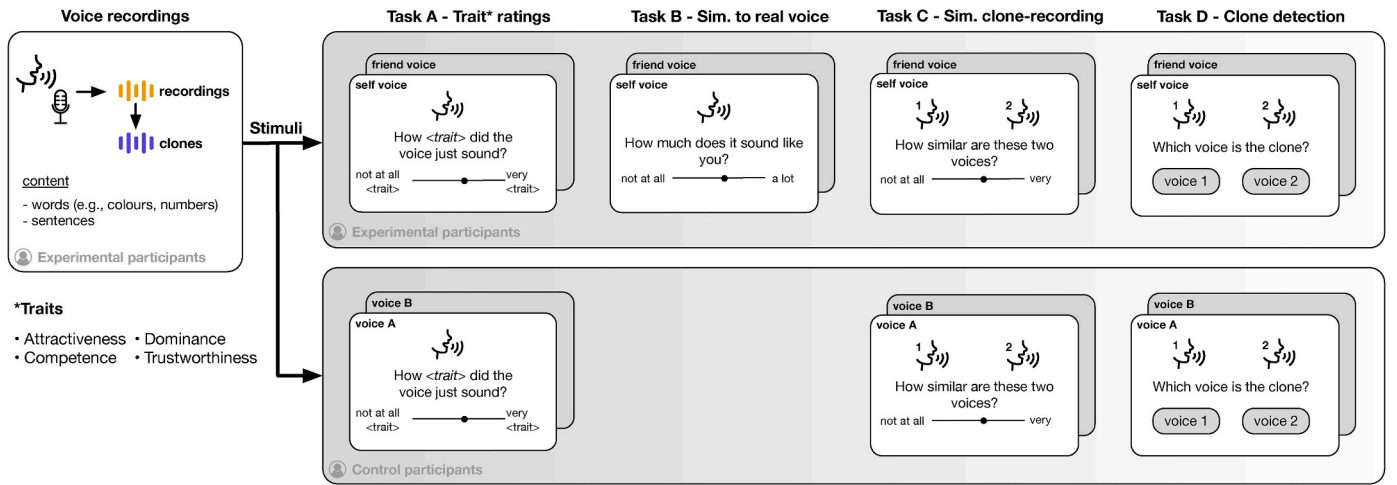 Voice recordings
recordings
clones
content
- words (e.g., colours, numbers)
- sentences
Experimental participants
*Traits
• Attractiveness • Dominance
• Competence • Trustworthiness
Stimuli
Task A - Trait* ratings
Task B - Sim. to real voice
Task C - Sim. clone-recording
Task D - Clone detection
friend voice
self voice
How <trait> did the
voice just sound?
not at all
<trait>
very
<trait>
friend voice
self voice
How much does it sound like
you?
not at all
a lot
friend voice
self voice
1
2
How similar are these two
voices?
not at all
very
friend voice
self voice
1
2
Which voice is the clone?
voice 1
voice 2
Experimental participants
voice B
voice A
How <trait> did the
voice just sound?
not at all
<trait>
very
<trait>
voice B
voice A
1
2
How similar are these two
voices?
not at all
very
voice B
voice A
1
2
Which voice is the clone?
voice 1
voice 2
Control participants